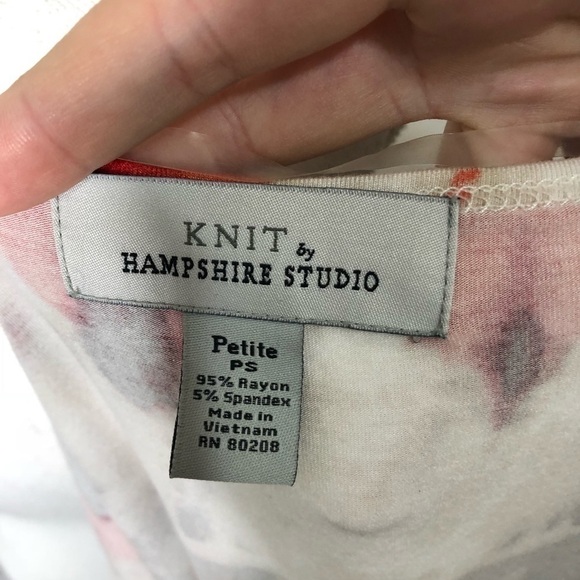 KNIT by
HAMPSHIRE STUDIO
Petite
PS
95% Rayon
5% Spandex
Made in
Vietnam
RN 80208